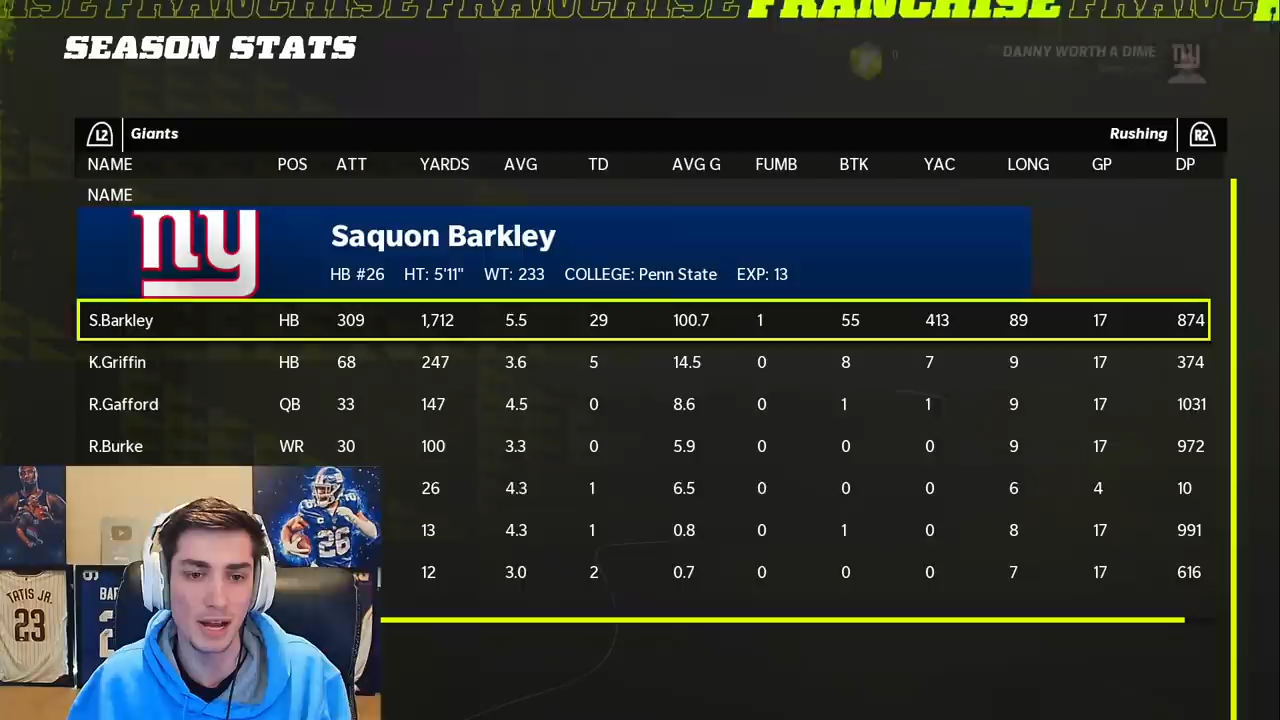 FRANCHISE FRANCHISE FRANCHISE FRANCHISE
SEASON STATS
0 DANNY WORTH A DIME
L2 Giants Rushing R2
NAME POS ATT YARDS AVG TD AVG G FUMB BTK YAC LONG GP DP
NAME
ny Saquon Barkley
HB #26 HT: 5'11" WT: 233 COLLEGE: Penn State EXP: 13
S.Barkley HB 309 1,712 5.5 29 100.7 1 55 413 89 17 874
K.Griffin HB 68 247 3.6 5 14.5 0 8 7 9 17 374
R.Gafford QB 33 147 4.5 0 8.6 0 1 1 9 17 1031
R.Burke WR 30 100 3.3 0 5.9 0 0 0 9 17 972
26 4.3 1 6.5 0 0 0 6 4 10
13 4.3 1 0.8 0 1 0 8 17 991
12 3.0 2 0.7 0 0 0 7 17 616
26
TATIS JR.
23
BAR